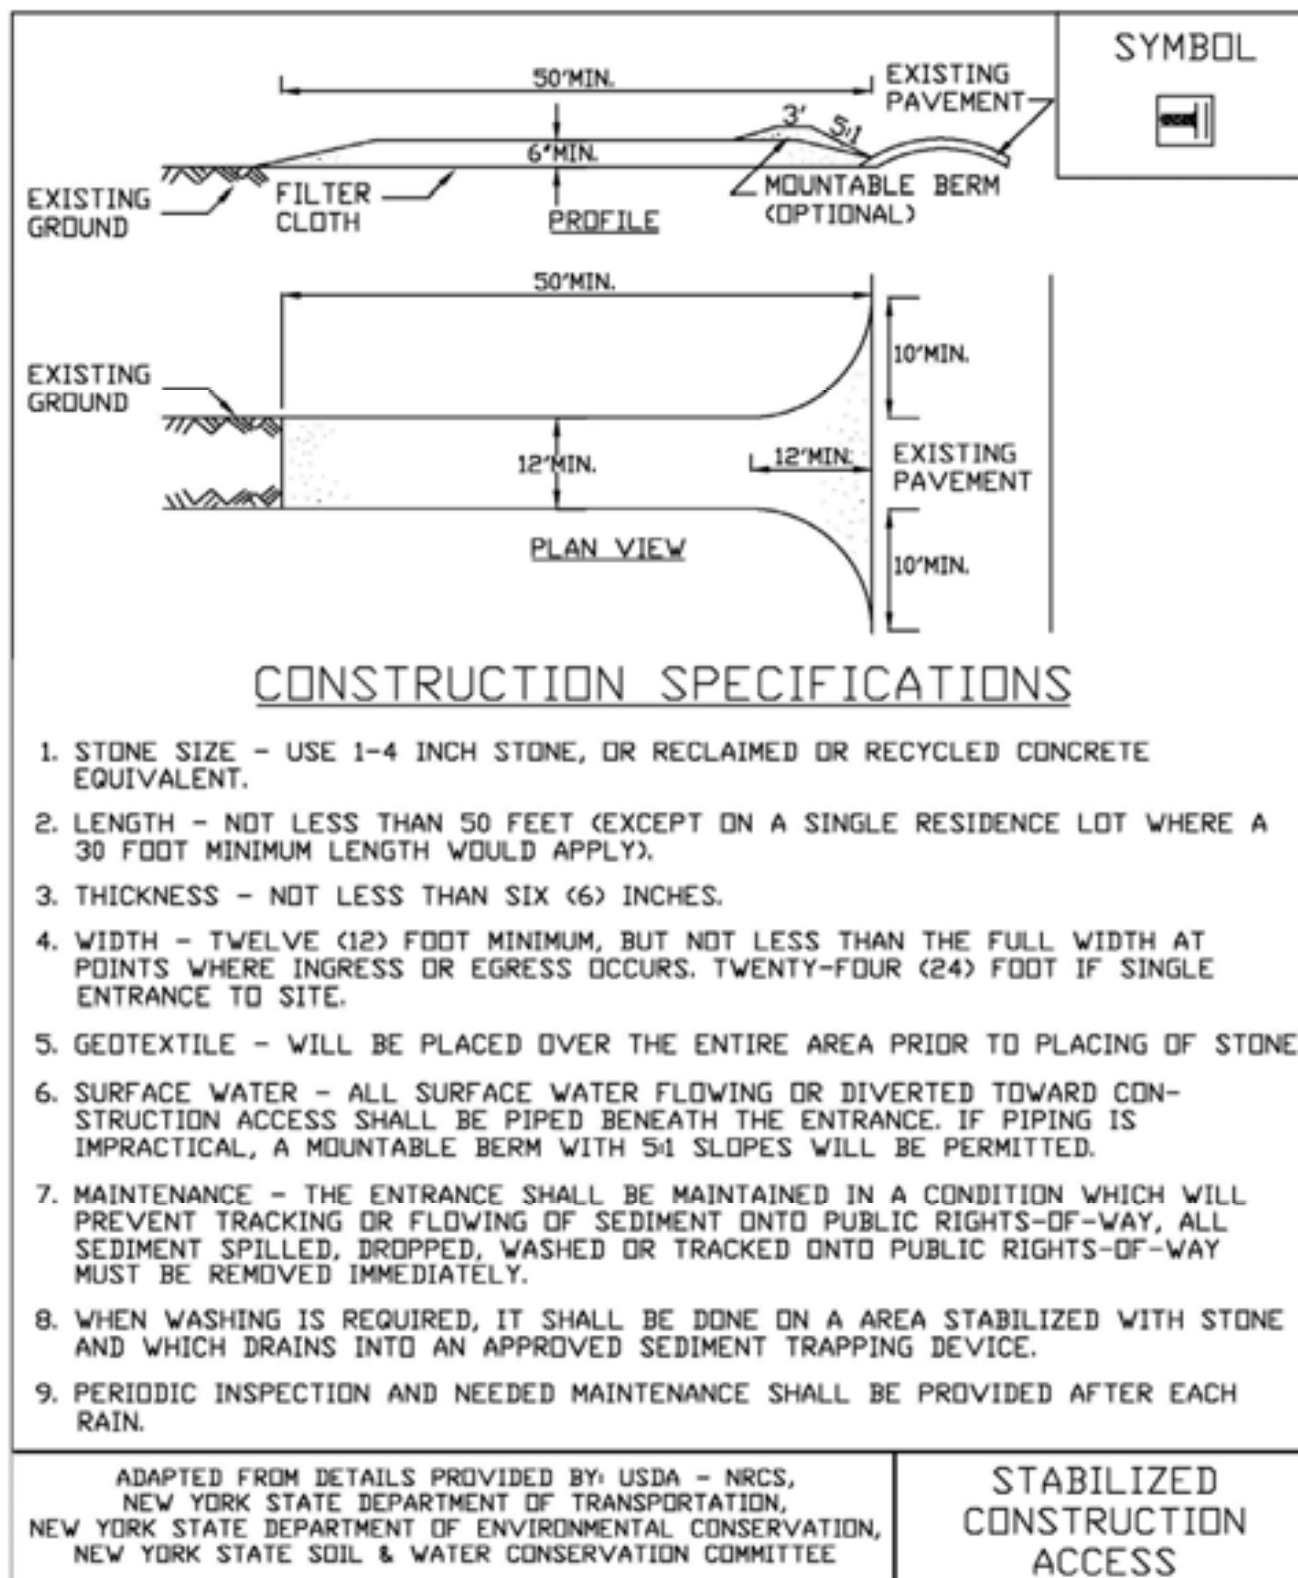 SYMBOL
50'MIN.
EXISTING
PAVEMENT
3'
5:1
6"MIN.
EXISTING
GROUND
FILTER
CLOTH
PROFILE
MOUNTABLE BERM
(OPTIONAL)
50'MIN.
10'MIN.
EXISTING
GROUND
12'MIN.
12'MIN.
EXISTING
PAVEMENT
PLAN VIEW
10'MIN.
CONSTRUCTION SPECIFICATIONS
1. STONE SIZE - USE 1-4 INCH STONE, OR RECLAIMED OR RECYCLED CONCRETE
EQUIVALENT.
2. LENGTH - NOT LESS THAN 50 FEET (EXCEPT ON A SINGLE RESIDENCE LOT WHERE A
30 FOOT MINIMUM LENGTH WOULD APPLY).
3. THICKNESS - NOT LESS THAN SIX (6) INCHES.
4. WIDTH - TWELVE (12) FOOT MINIMUM, BUT NOT LESS THAN THE FULL WIDTH AT
POINTS WHERE INGRESS OR EGRESS OCCURS. TWENTY-FOUR (24) FOOT IF SINGLE
ENTRANCE TO SITE.
5. GEOTEXTILE - WILL BE PLACED OVER THE ENTIRE AREA PRIOR TO PLACING OF STONE
6. SURFACE WATER - ALL SURFACE WATER FLOWING OR DIVERTED TOWARD CON-
STRUCTION ACCESS SHALL BE PIPED BENEATH THE ENTRANCE. IF PIPING IS
IMPRACTICAL, A MOUNTABLE BERM WITH 5:1 SLOPES WILL BE PERMITTED.
7. MAINTENANCE - THE ENTRANCE SHALL BE MAINTAINED IN A CONDITION WHICH WILL
PREVENT TRACKING OR FLOWING OF SEDIMENT ONTO PUBLIC RIGHTS-OF-WAY, ALL
SEDIMENT SPILLED, DROPPED, WASHED OR TRACKED ONTO PUBLIC RIGHTS-OF-WAY
MUST BE REMOVED IMMEDIATELY.
8. WHEN WASHING IS REQUIRED, IT SHALL BE DONE ON A AREA STABILIZED WITH STONE
AND WHICH DRAINS INTO AN APPROVED SEDIMENT TRAPPING DEVICE.
9. PERIODIC INSPECTION AND NEEDED MAINTENANCE SHALL BE PROVIDED AFTER EACH
RAIN.
ADAPTED FROM DETAILS PROVIDED BY: USDA - NRCS,
NEW YORK STATE DEPARTMENT OF TRANSPORTATION,
NEW YORK STATE DEPARTMENT OF ENVIRONMENTAL CONSERVATION,
NEW YORK STATE SOIL & WATER CONSERVATION COMMITTEE
STABILIZED
CONSTRUCTION
ACCESS